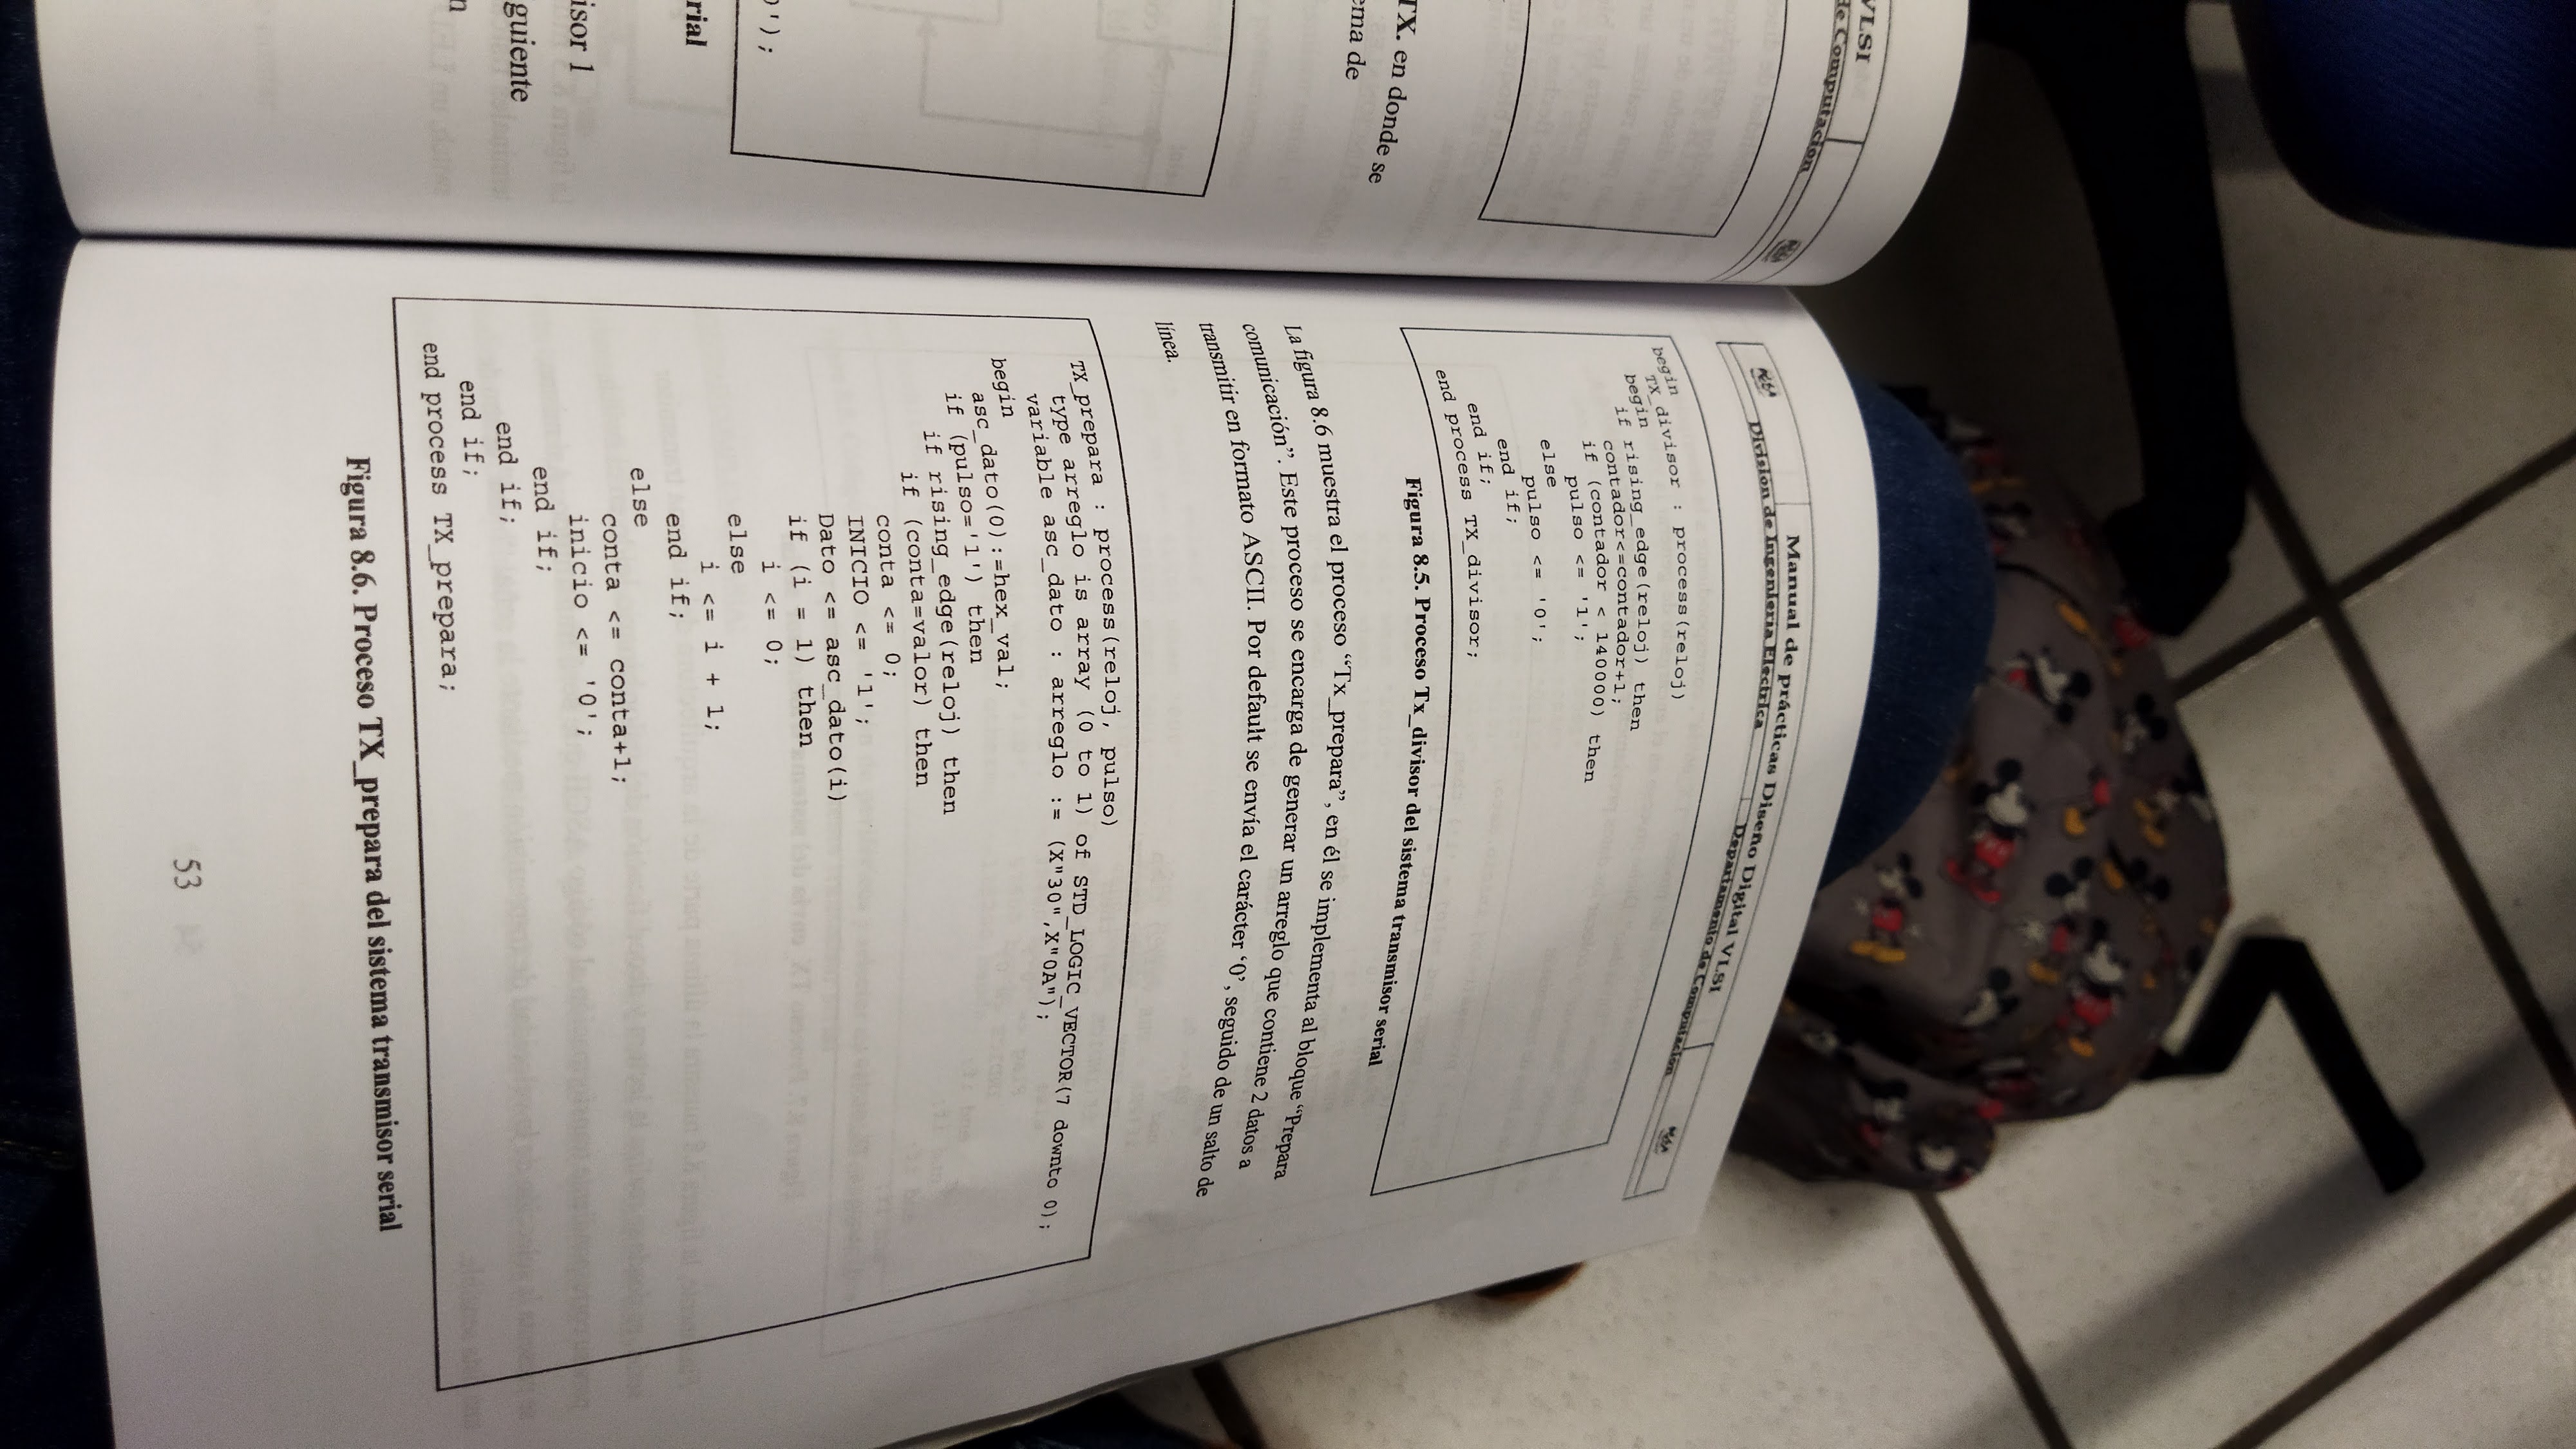 VLSI
de Computación
TX. en donde se
ema de
0');
rial
isor 1
guiente
n
Manual de prácticas Diseño Digital VLSI
División de Ingeniería Eléctrica
Departamento de Computación
begin
TX_divisor : process(reloj)
begin
if rising_edge(reloj) then
contador<=contador+1;
if (contador < 140000) then
pulso <= '1';
else
pulso <= '0';
end if;
end if;
end process TX_divisor;
Figura 8.5. Proceso Tx_divisor del sistema transmisor serial
La figura 8.6 muestra el proceso “Tx_prepara”, en él se implementa al bloque “Prepara
comunicación”. Este proceso se encarga de generar un arreglo que contiene 2 datos a
transmitir en formato ASCII. Por default se envía el carácter ‘0’, seguido de un salto de
línea.
TX_prepara : process(reloj, pulso)
type arreglo is array (0 to 1) of STD_LOGIC_VECTOR(7 downto 0);
variable asc_dato : arreglo := (X"30",X"0A");
begin
asc_dato(0):=hex_val;
if (pulso='1') then
if rising_edge(reloj) then
if (conta=valor) then
conta <= 0;
INICIO <= '1';
Dato <= asc_dato(i)
if (i = 1) then
i <= 0;
else
i <= i + 1;
end if;
else
conta <= conta+1;
inicio <= '0';
end if;
end if;
end if;
end process TX_prepara;
Figura 8.6. Proceso TX_prepara del sistema transmisor serial
53